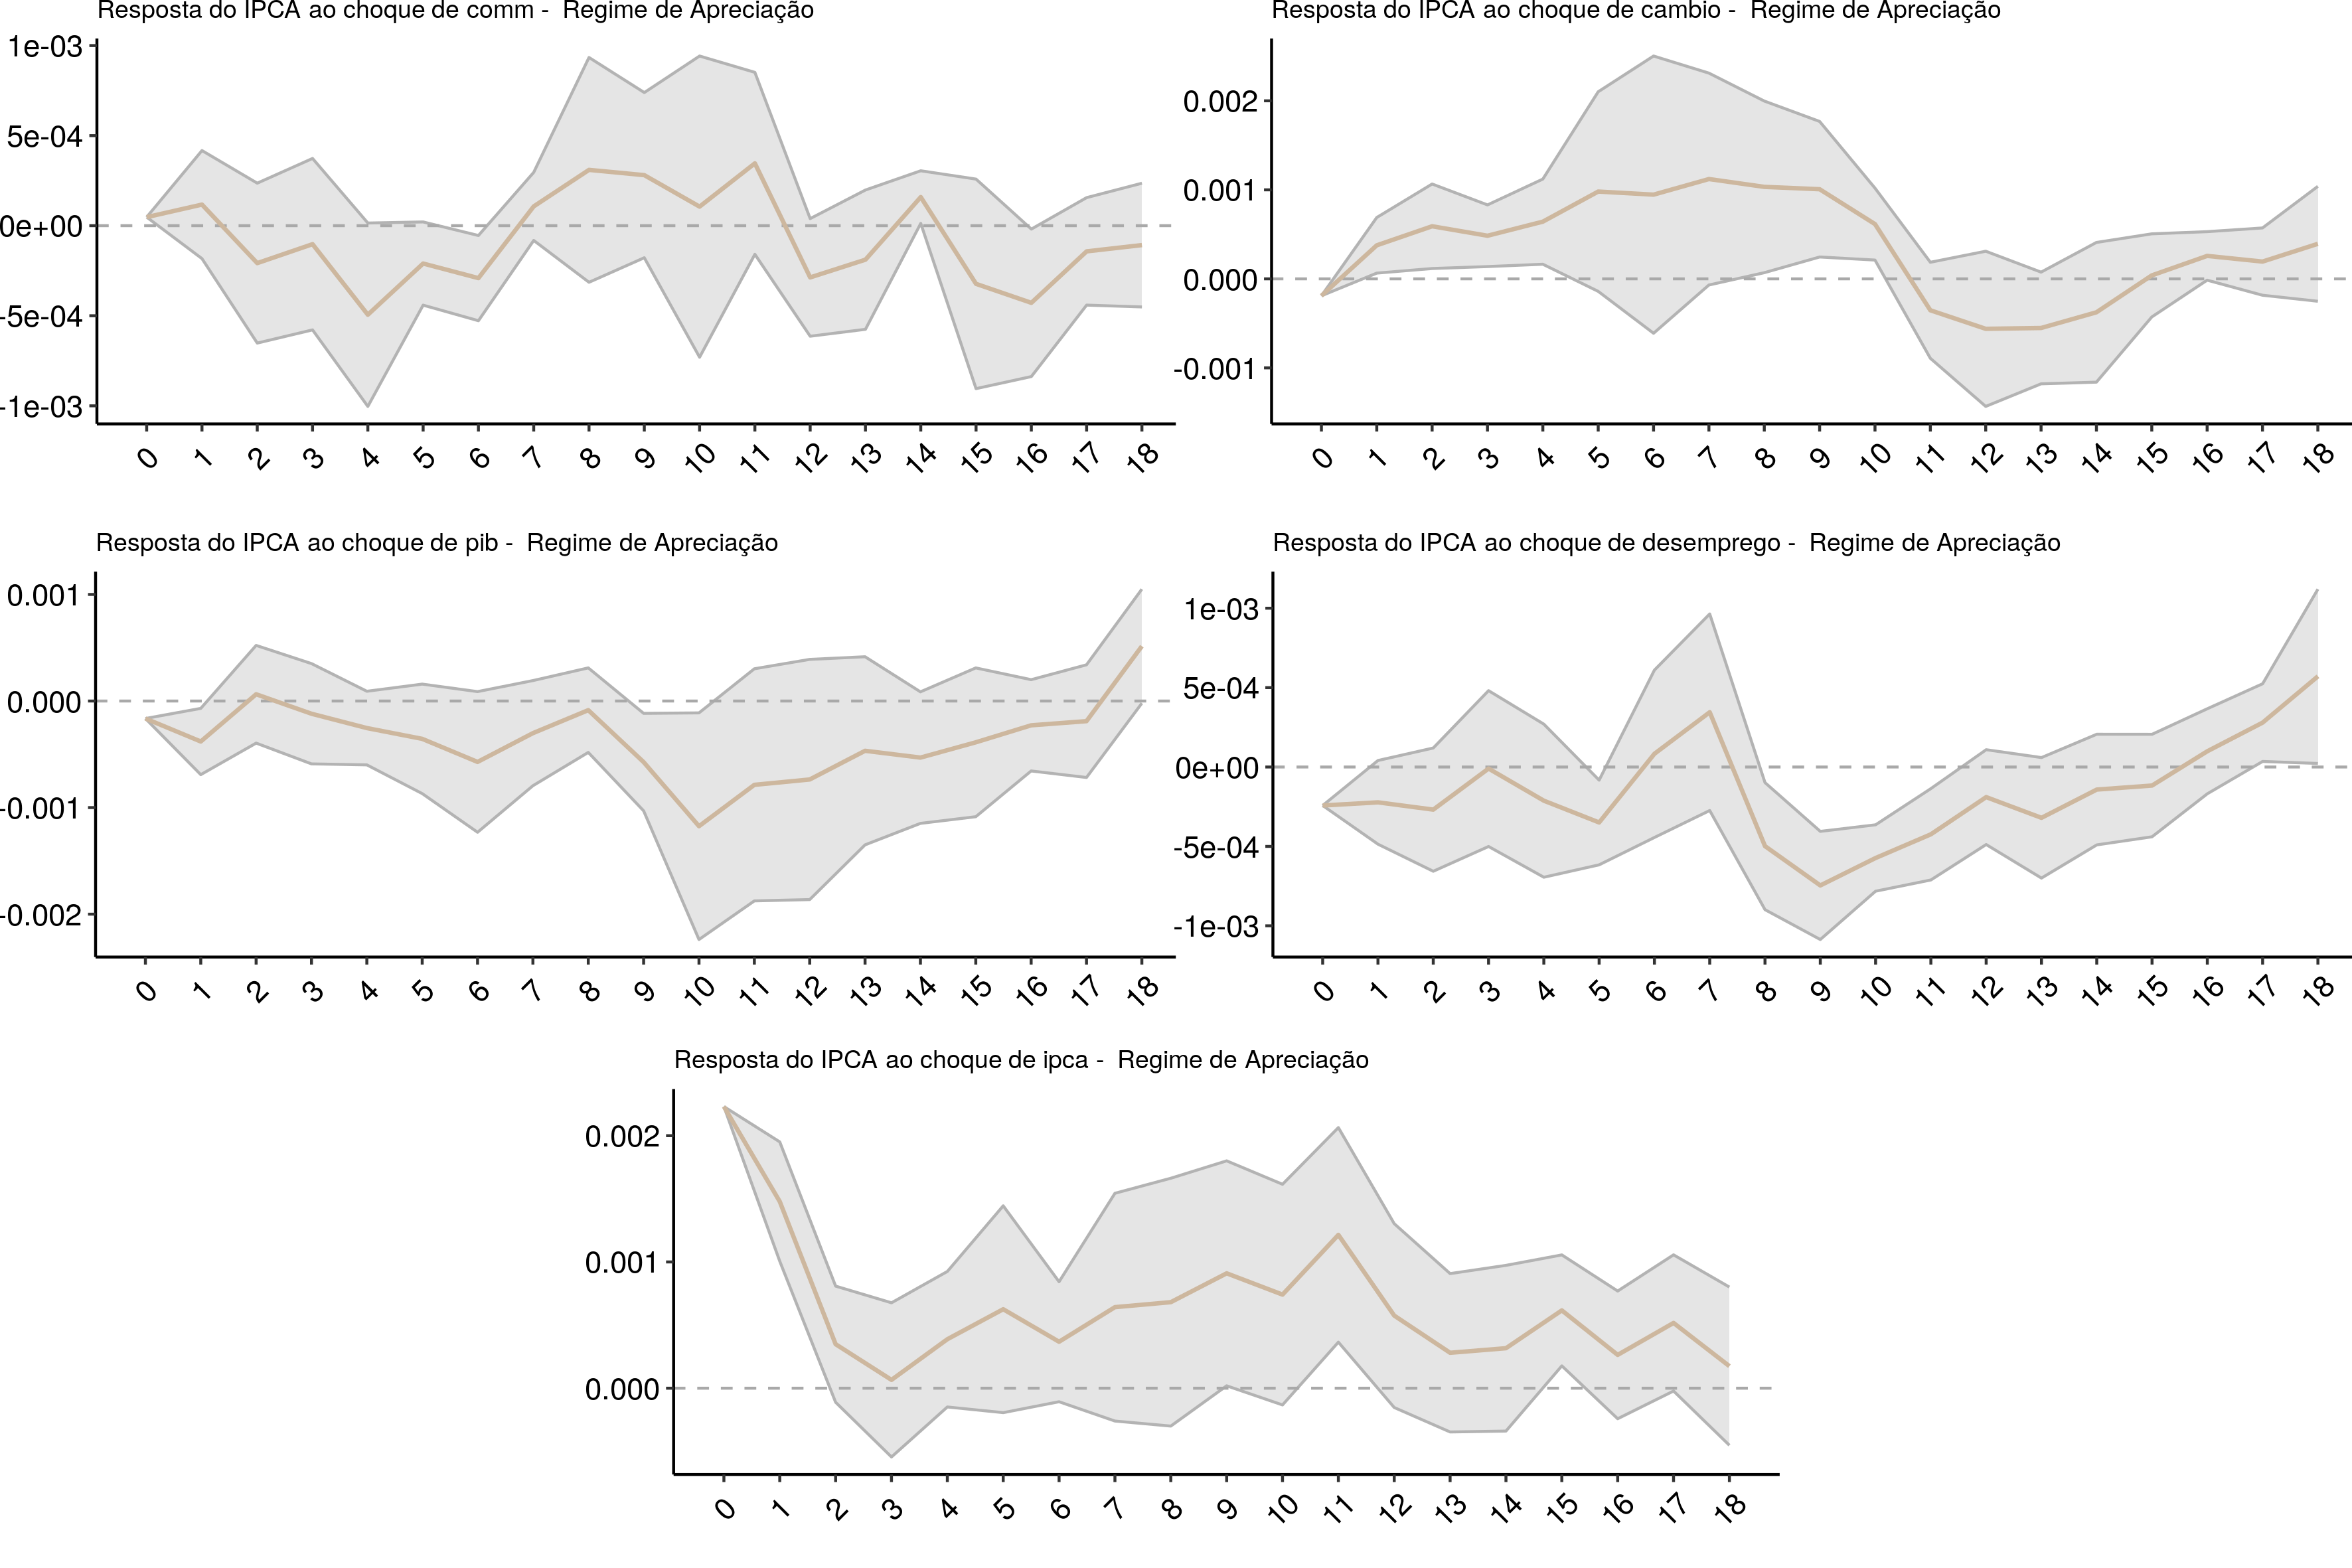 Resposta do IPCA ao choque de comm - Regime de Apreciação
1e-03
5e-04
0e+00
-5e-04
-1e-03
0 1 2 3 4 5 6 7 8 9 10 11 12 13 14 15 16 17 18
Resposta do IPCA ao choque de cambio - Regime de Apreciação
0.002
0.001
0.000
-0.001
0 1 2 3 4 5 6 7 8 9 10 11 12 13 14 15 16 17 18
Resposta do IPCA ao choque de pib - Regime de Apreciação
0.001
0.000
-0.001
-0.002
0 1 2 3 4 5 6 7 8 9 10 11 12 13 14 15 16 17 18
Resposta do IPCA ao choque de desemprego - Regime de Apreciação
1e-03
5e-04
0e+00
-5e-04
-1e-03
0 1 2 3 4 5 6 7 8 9 10 11 12 13 14 15 16 17 18
Resposta do IPCA ao choque de ipca - Regime de Apreciação
0.002
0.001
0.000
0 1 2 3 4 5 6 7 8 9 10 11 12 13 14 15 16 17 18